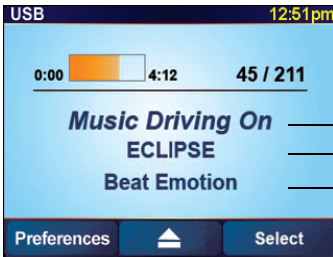 USB 12:51pm
0:00 4:12 45 / 211
Music Driving On
ECLIPSE
Beat Emotion
Preferences Select